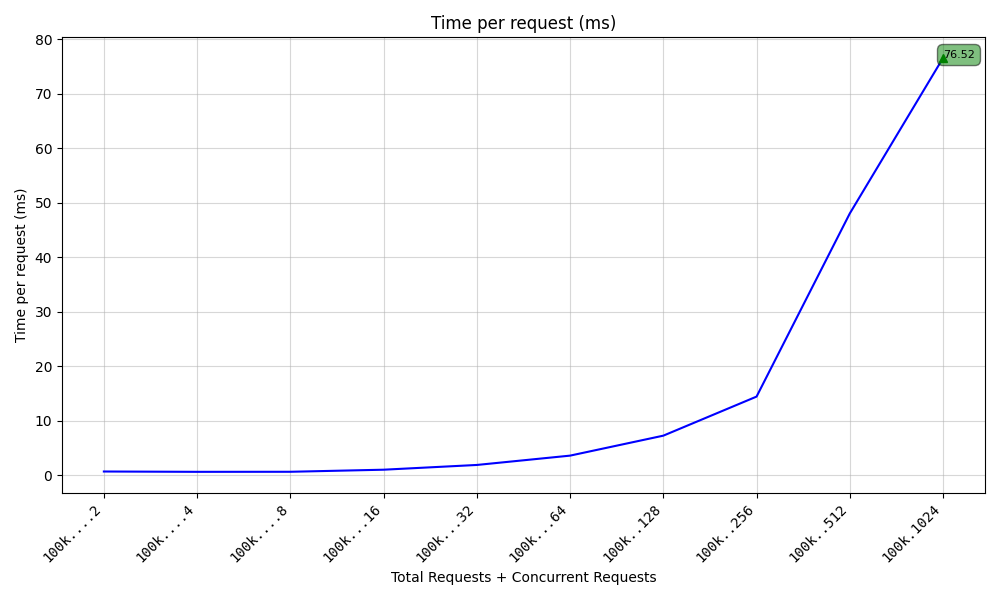 Time per request (ms)
80
70
60
50
40
30
20
10
0
Time per request (ms)
76.52
100k....2
100k....4
100k....8
100k...16
100k...32
100k...64
100k..128
100k..256
100k..512
100k.1024
Total Requests + Concurrent Requests